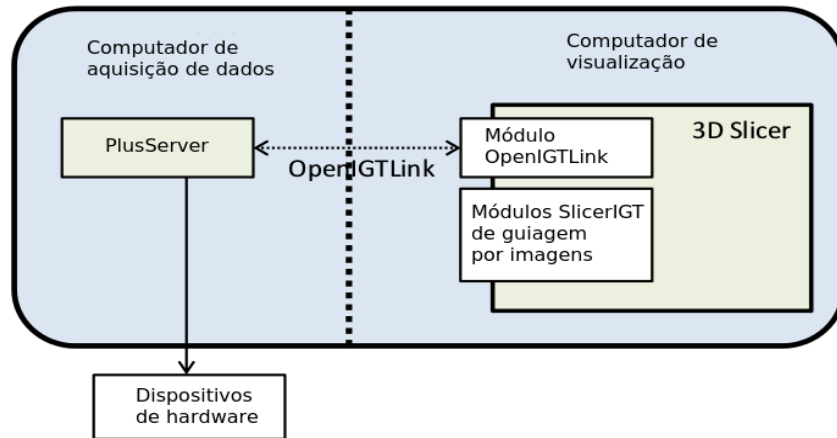 Computador de
aquisição de dados
Computador de
visualização
PlusServer
OpenIGTLink
Módulo
OpenIGTLink
3D Slicer
Módulos SlicerIGT
de guiagem
por imagens
Dispositivos
de hardware